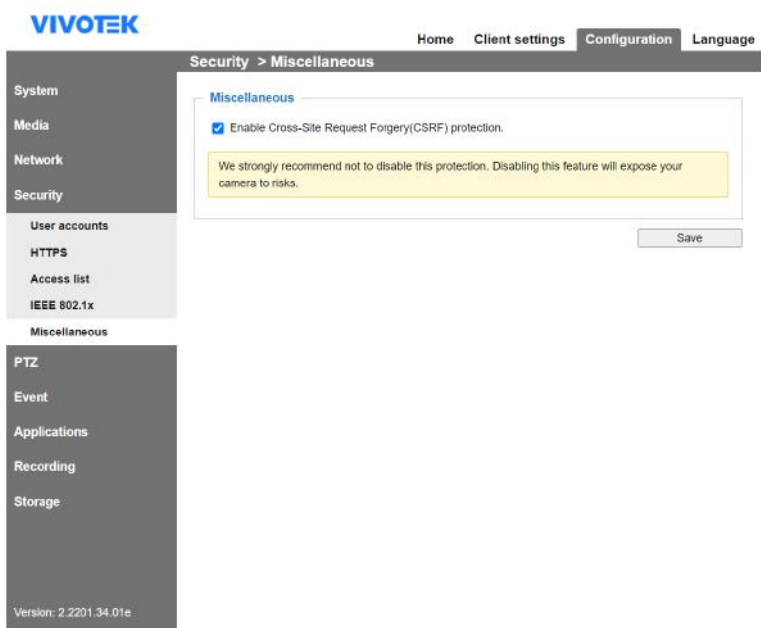 VIVOTEK
Home Client settings Configuration Language
Security > Miscellaneous
System
Media
Network
Security
User accounts
HTTPS
Access list
IEEE 802.1x
Miscellaneous
PTZ
Event
Applications
Recording
Storage
Version: 2.2201.34.01e
Miscellaneous
Enable Cross-Site Request Forgery(CSRF) protection.
We strongly recommend not to disable this protection. Disabling this feature will expose your
camera to risks.
Save